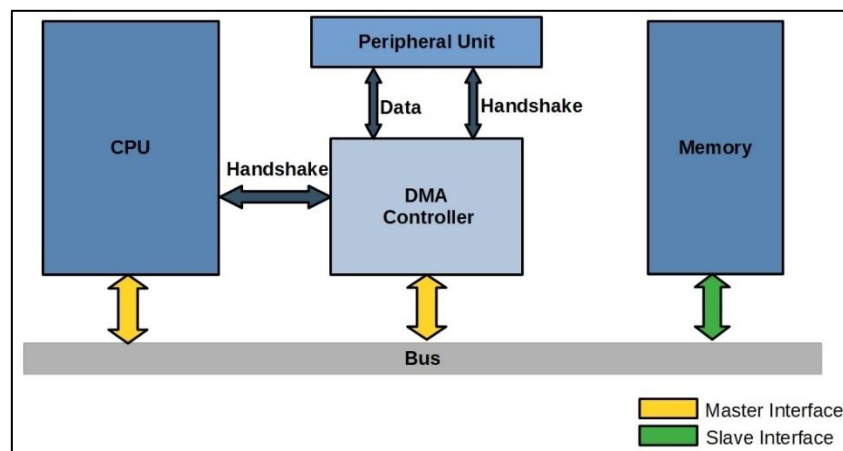 Peripheral Unit
Data
Handshake
CPU
Handshake
DMA
Controller
Memory
Bus
Master Interface
Slave Interface